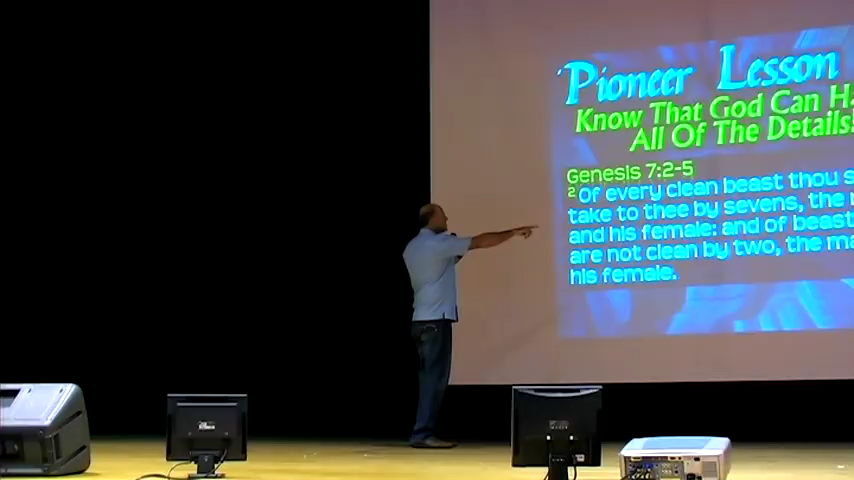 Pioneer Lesson
Know That God Can
All Of The Details!
Genesis 7:2-5
2 Of every clean beast thou
take to thee by sevens, the
and his female: and of beast
are not clean by two, the
his female.